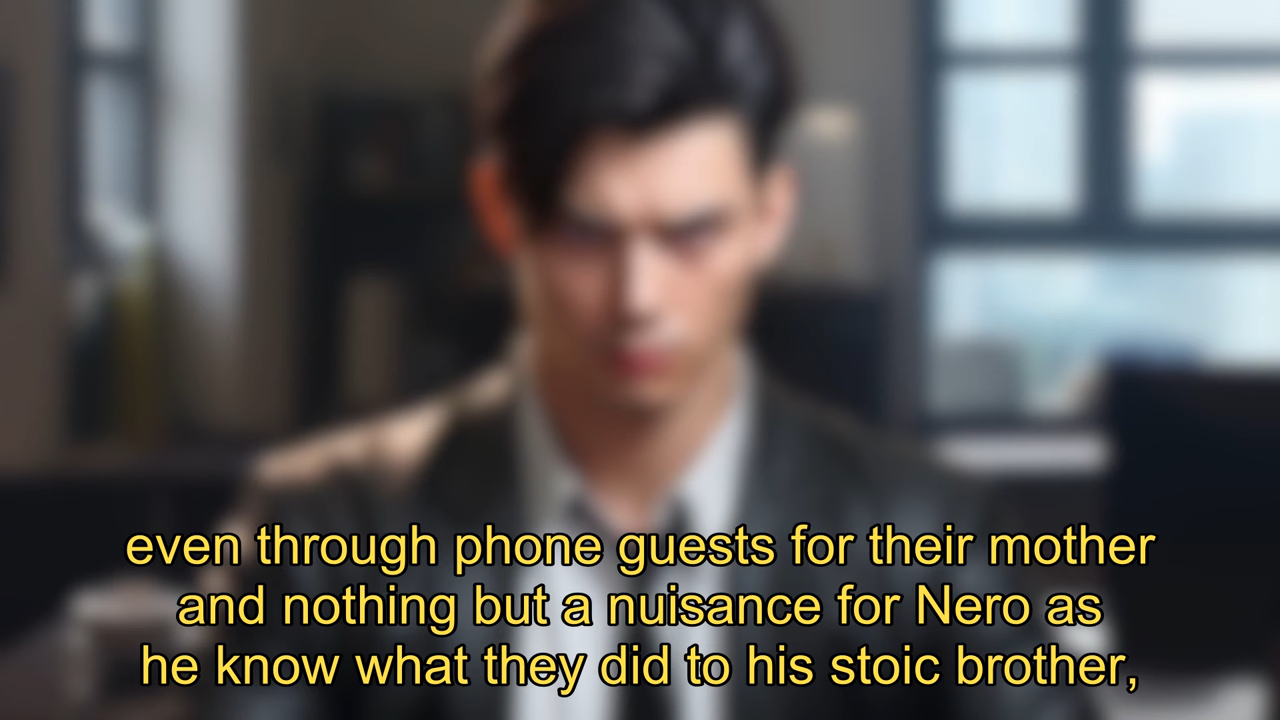 even through phone guests for their mother
and nothing but a nuisance for Nero as
he know what they did to his stoic brother,